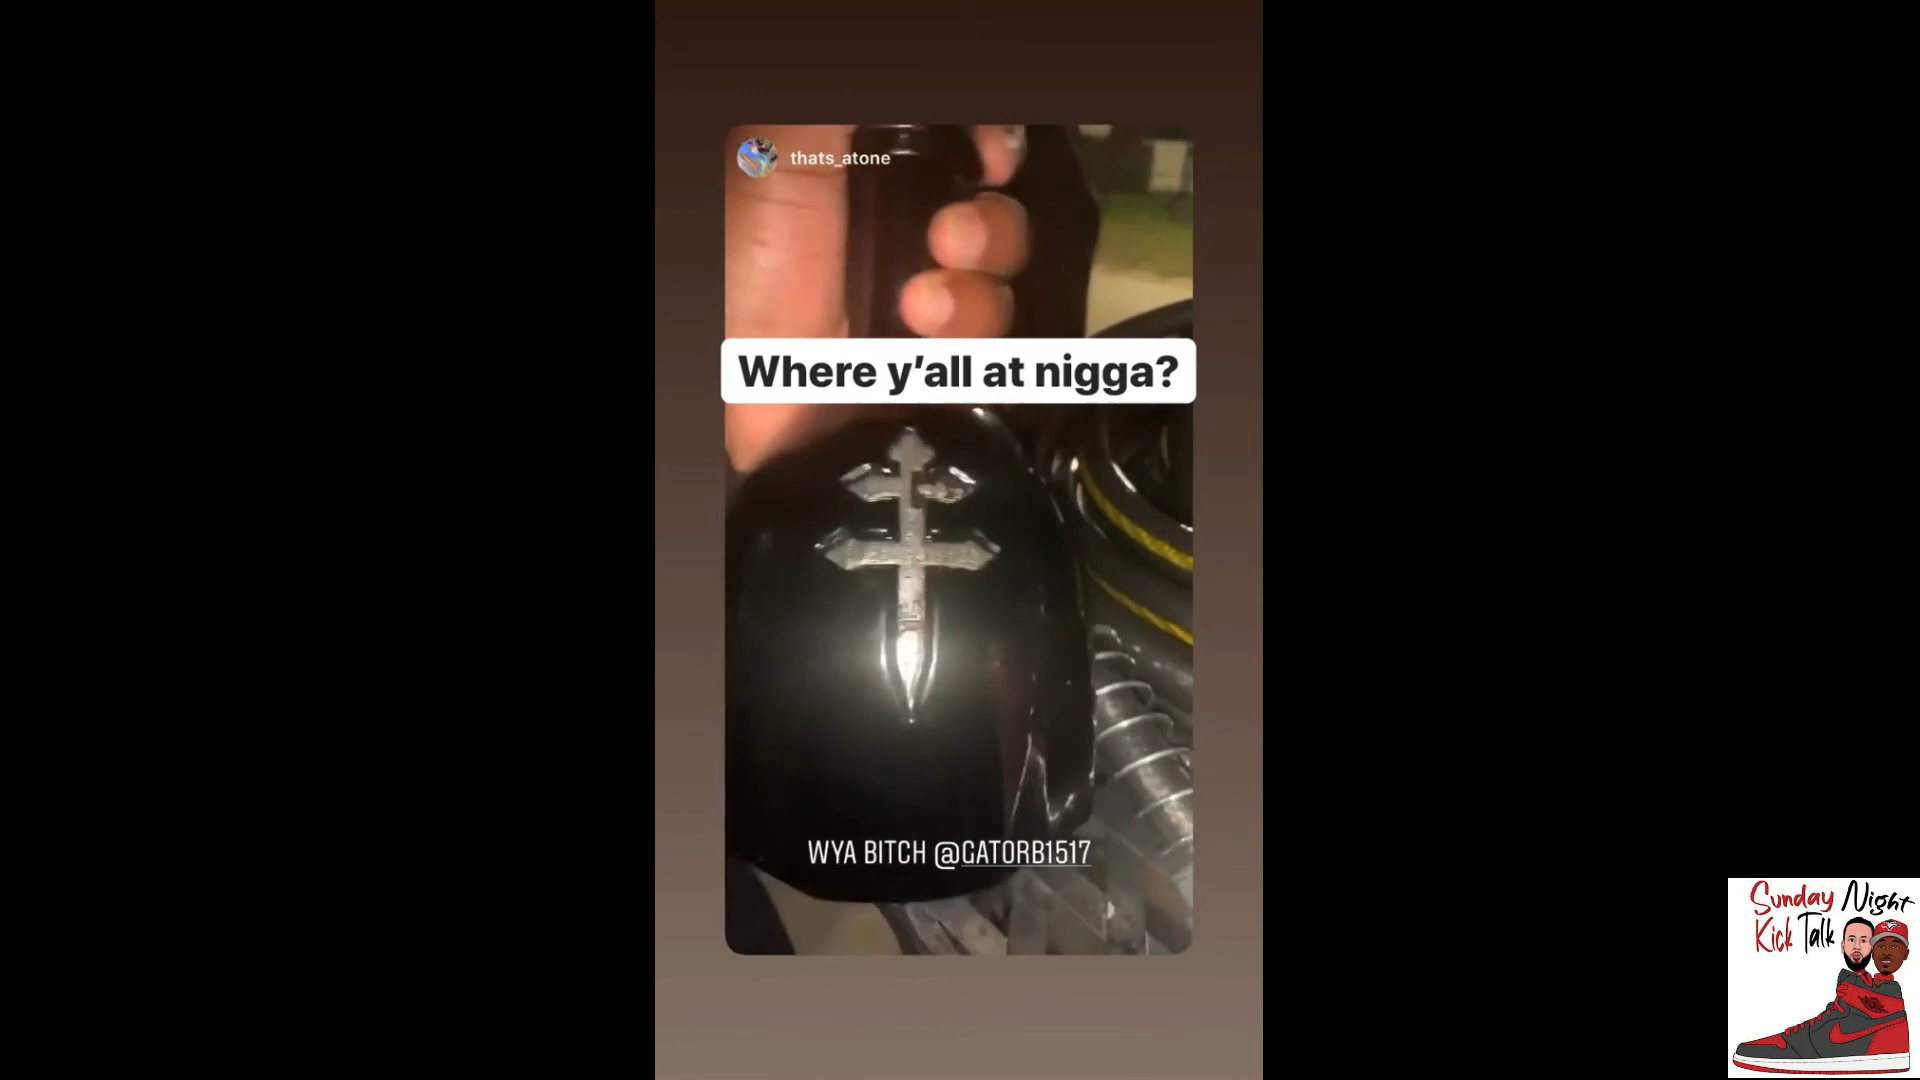 thats_atone
Where y’all at nigga?
WYA BITCH @GATORB1517
Sunday Night
Kick Talk